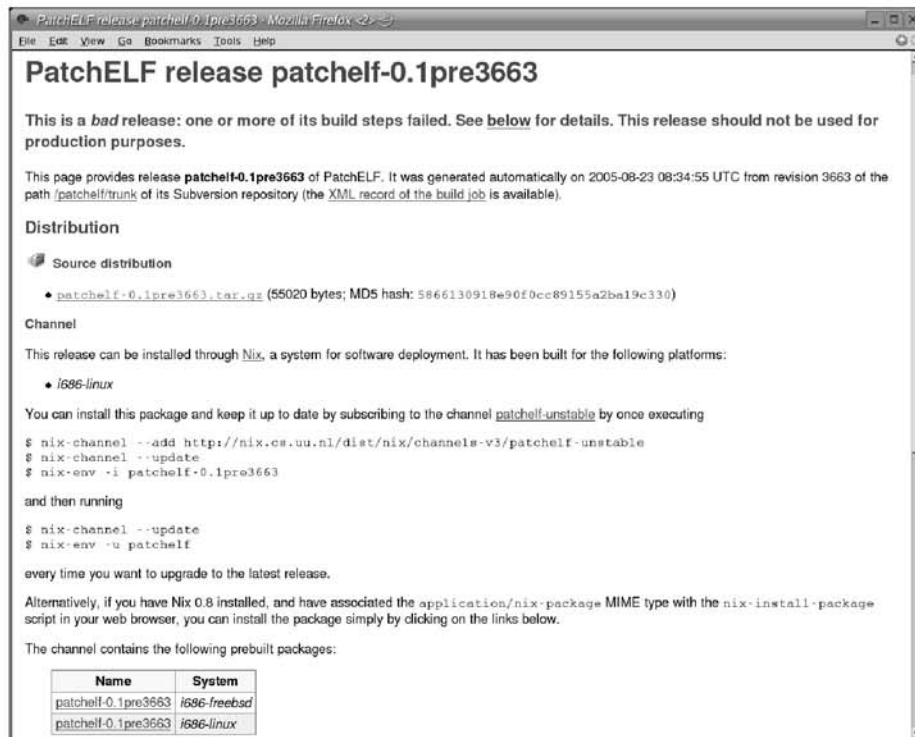 PatchELF release patchelf-0.1pre3663 - Mozilla Firefox <2>
File Edit View Go Bookmarks Tools Help
PatchELF release patchelf-0.1pre3663
This is a bad release: one or more of its build steps failed. See below for details. This release should not be used for
production purposes.
This page provides release patchelf-0.1pre3663 of PatchELF. It was generated automatically on 2005-08-23 08:34:55 UTC from revision 3663 of the
path /patchelf/trunk of its Subversion repository (the XML record of the build job is available).
Distribution
Source distribution
• patchelf-0.1pre3663.tar.gz (55020 bytes; MD5 hash: 5866130918e90f0cc89155a2ba19c330)
Channel
This release can be installed through Nix, a system for software deployment. It has been built for the following platforms:
• i686-linux
You can install this package and keep it up to date by subscribing to the channel patchelf-unstable by once executing
$ nix-channel --add http://nix.cs.uu.nl/dist/nix/channels-v3/patchelf-unstable
$ nix-channel --update
$ nix-env -i patchelf-0.1pre3663
and then running
$ nix-channel --update
$ nix-env -u patchelf
every time you want to upgrade to the latest release.
Alternatively, if you have Nix 0.8 installed, and have associated the application/nix-package MIME type with the nix-install-package
script in your web browser, you can install the package simply by clicking on the links below.
The channel contains the following prebuilt packages:
Name System
patchelf-0.1pre3663 i686-freebsd
patchelf-0.1pre3663 i686-linux